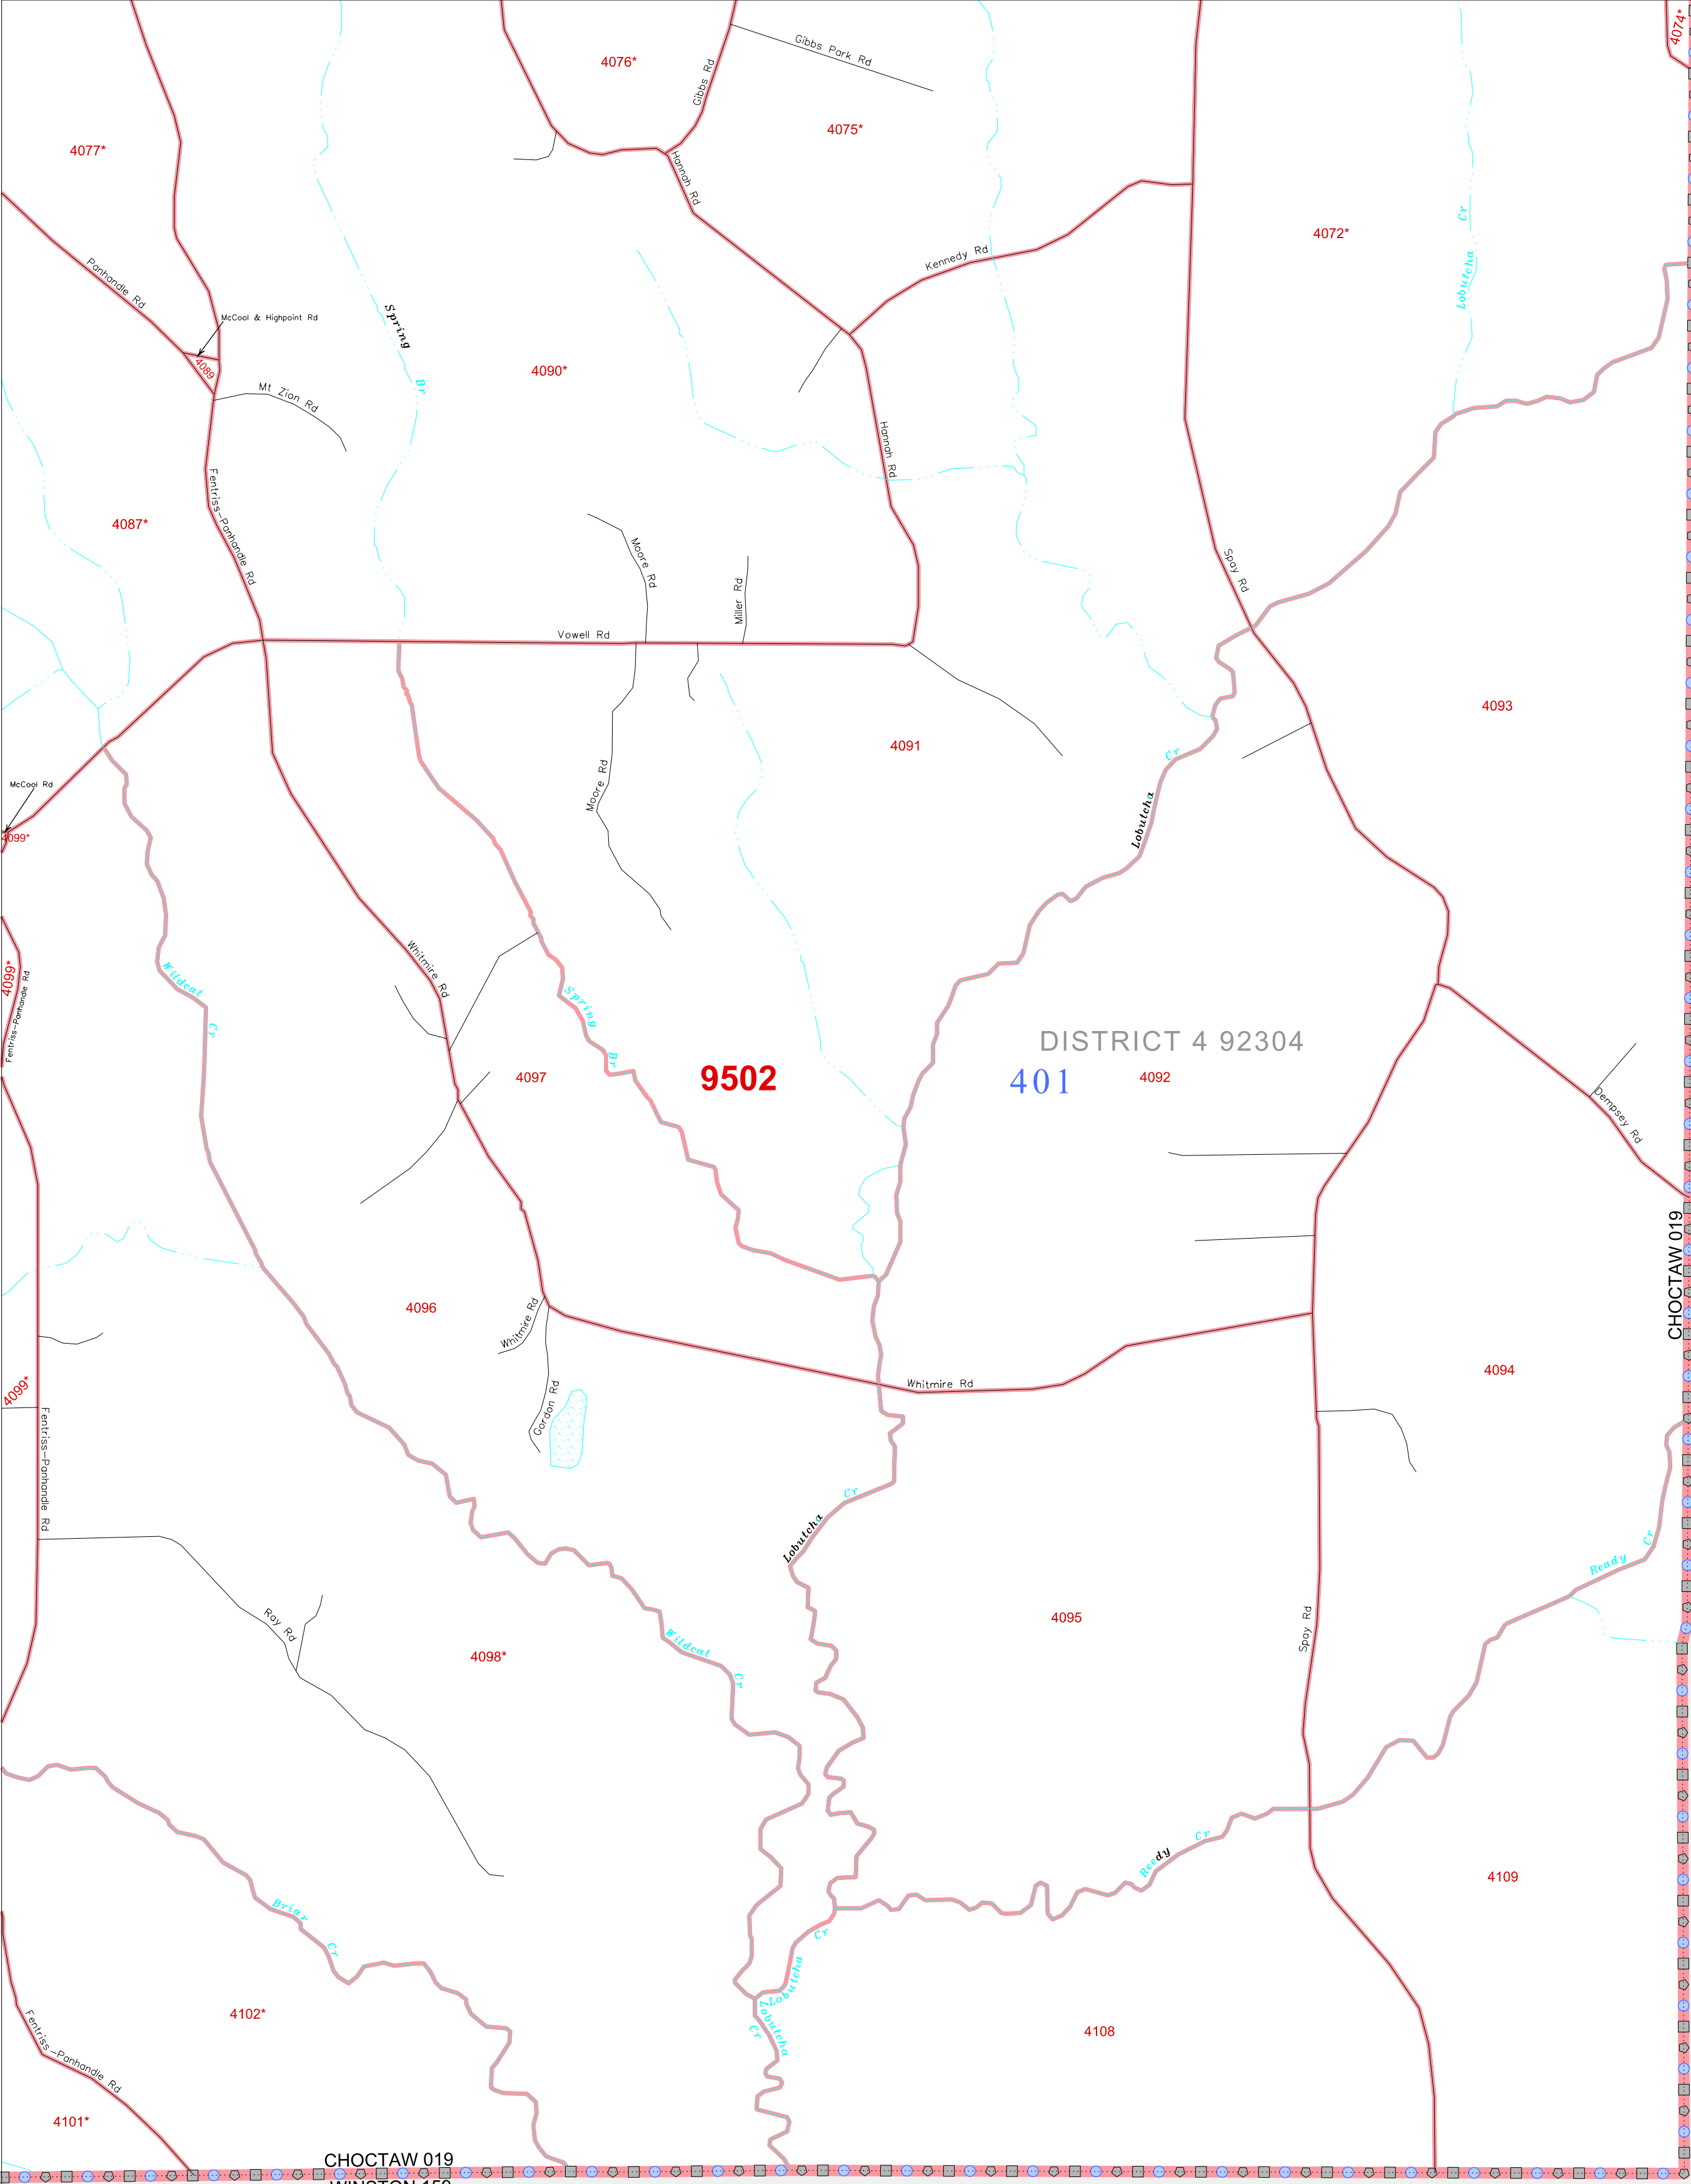 4074*
4076*
Gibbs Park Rd
Gibbs Rd
4075*
4077*
Hannah Rd
4072*
Lobutcha Cr
Kennedy Rd
Panhandle Rd
McCool & Highpoint Rd
Spring Br
4089
4090*
Mt Zion Rd
Hannah Rd
Fentriss-Panhandle Rd
4087*
Moore Rd
Miller Rd
Spay Rd
Vowell Rd
4093
4091
Lobutcha Cr
McCool Rd
4099*
Moore Rd
Whitmire Rd
Wildcat Cr
4099*
Fentriss-Panhandle Rd
Spring Br
DISTRICT 4 92304
9502
401
4097
4092
Dempsey Rd
CHOCTAW 019
4096
Whitmire Rd
4094
Whitmire Rd
4099*
Gordon Rd
Fentriss-Panhandle Rd
Lobutcha Cr
Ready Cr
Ray Rd
4095
Spay Rd
4098*
Wildcat Cr
Reedy Cr
4109
Briar Cr
Lobutcha Cr
Lobutcha Cr
4102*
4108
Fentriss-Panhandle Rd
4101*
CHOCTAW 019